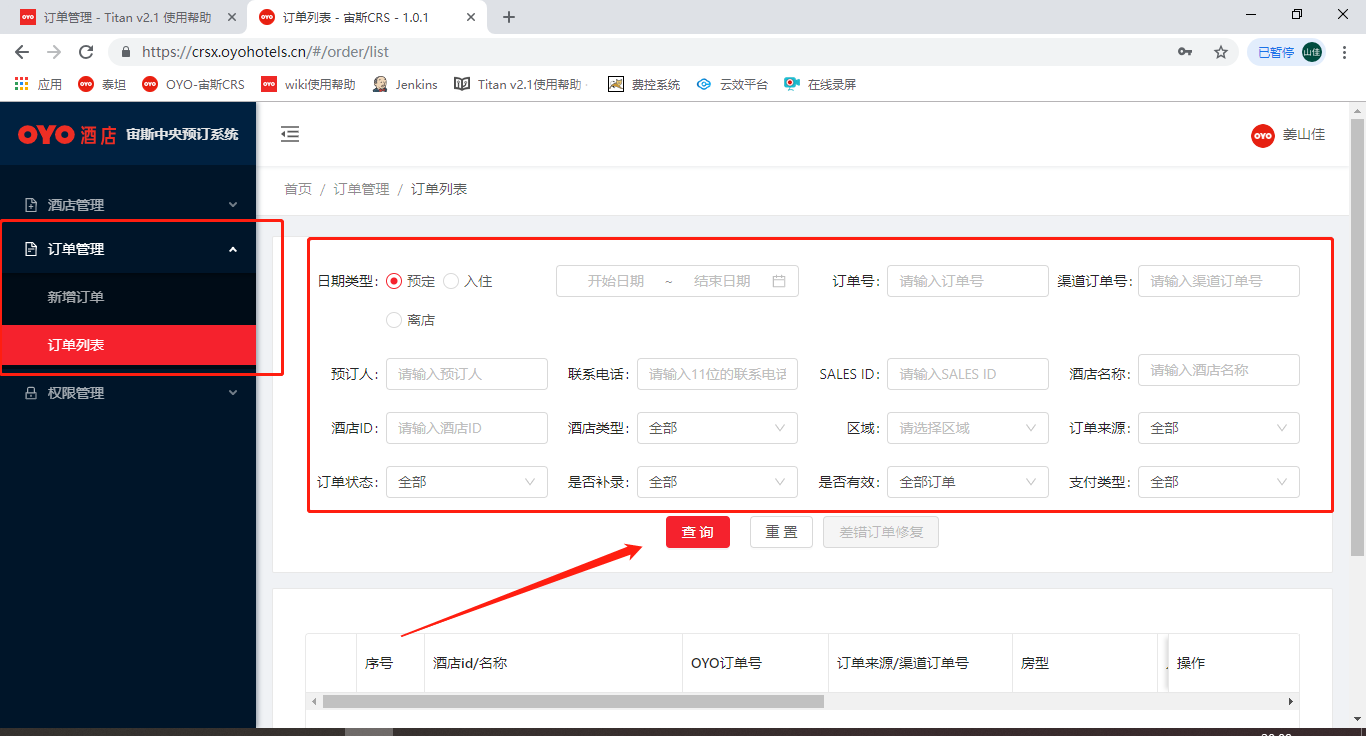 订单管理 - Titan v2.1 使用帮助
订单列表 - 宙斯CRS - 1.0.1
https://crsx.oyohotels.cn/#/order/list
已暂停
山佳
应用
泰坦
OYO-宙斯CRS
wiki使用帮助
Jenkins
Titan v2.1使用帮助
费控系统
云效平台
在线录屏
OYO 酒店 宙斯中央预订系统
姜山佳
首页 / 订单管理 / 订单列表
酒店管理
订单管理
新增订单
订单列表
权限管理
日期类型: 预定 入住 开始日期 ~ 结束日期 订单号: 请输入订单号 渠道订单号: 请输入渠道订单号
离店
预订人: 请输入预订人 联系电话: 请输入11位的联系电话 SALES ID: 请输入SALES ID 酒店名称: 请输入酒店名称
酒店ID: 请输入酒店ID 酒店类型: 全部 区域: 请选择区域 订单来源: 全部
订单状态: 全部 是否补录: 全部 是否有效: 全部订单 支付类型: 全部
查 询 重 置 差错订单修复
序号 酒店id/名称 OYO订单号 订单来源/渠道订单号 房型 操作